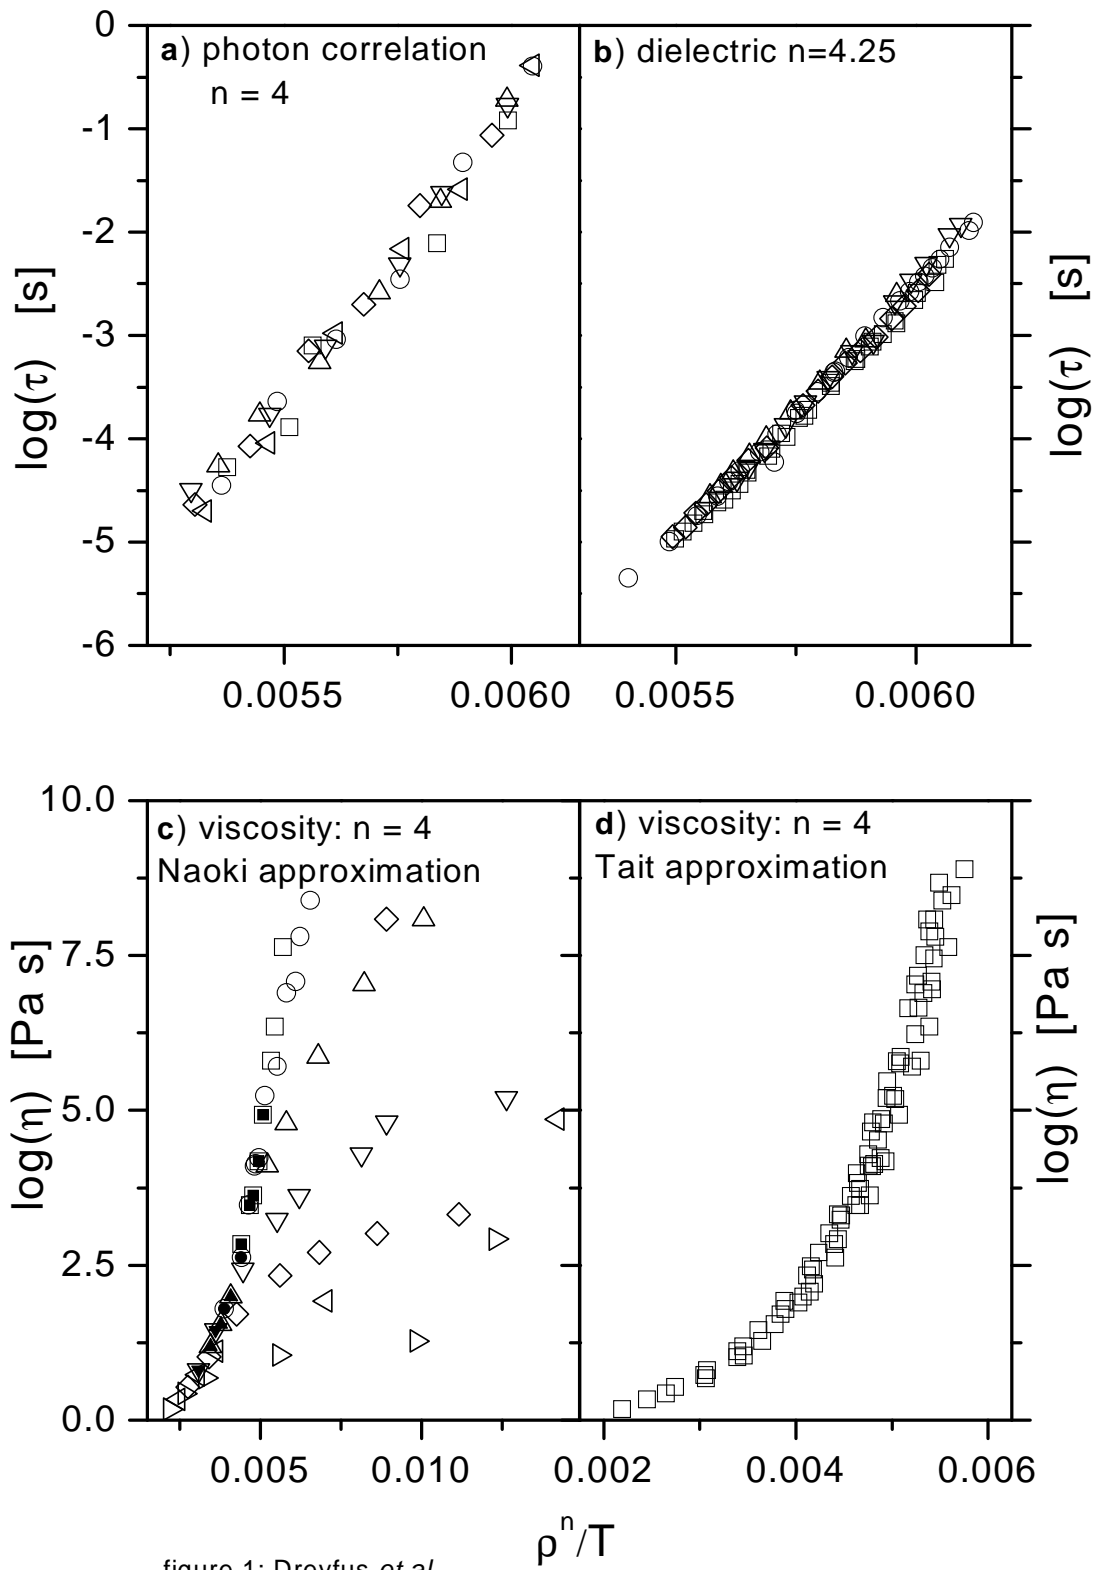 0
-1
-2
-3
-4
-5
-6
log(τ) [s]
a) photon correlation
n = 4
b) dielectric n=4.25
log(τ) [s]
0.0055
0.0060
0.0055
0.0060
10.0
7.5
5.0
2.5
0.0
log(η) [Pa s]
c) viscosity: n = 4
Naoki approximation
d) viscosity: n = 4
Tait approximation
log(η) [Pa s]
0.005
0.010
0.002
0.004
0.006
ρⁿ/T
figure 1: Dreyfus et al